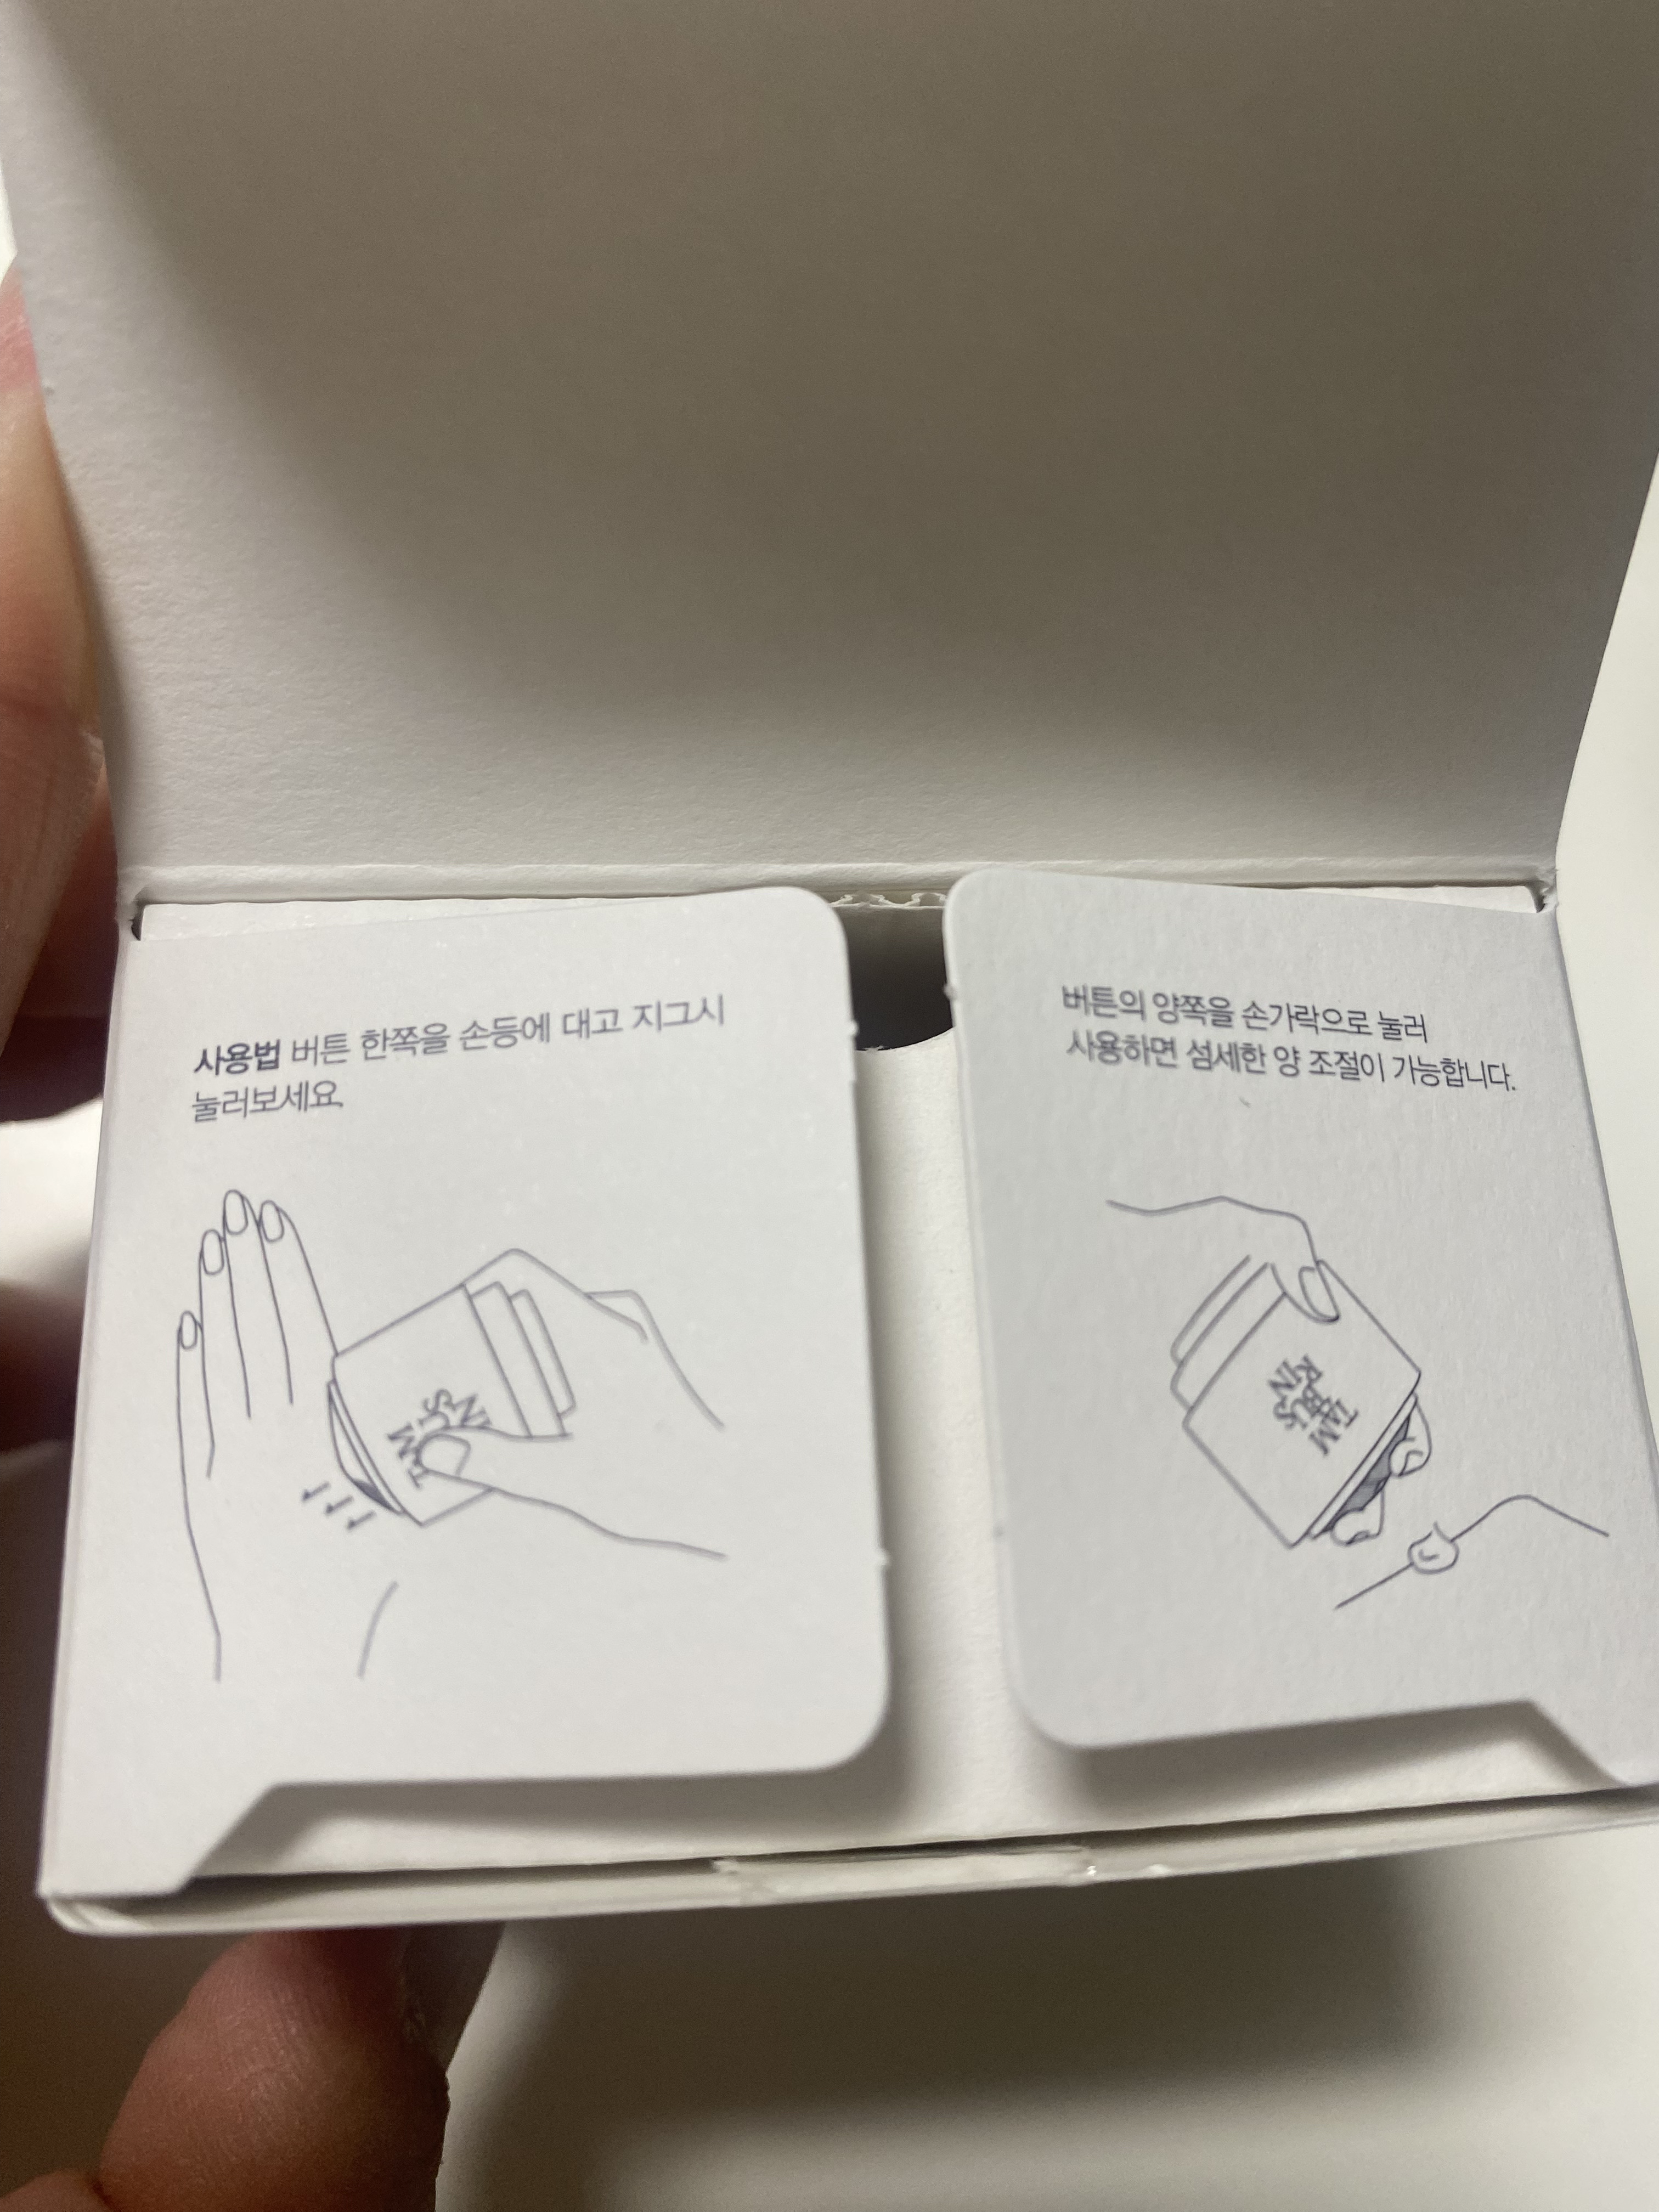 사용법 버튼 한쪽을 손등에 대고 지그시
눌러보세요.
버튼의 양쪽을 손가락으로 눌러
사용하면 섬세한 양 조절이 가능합니다.
TAM
BURINS